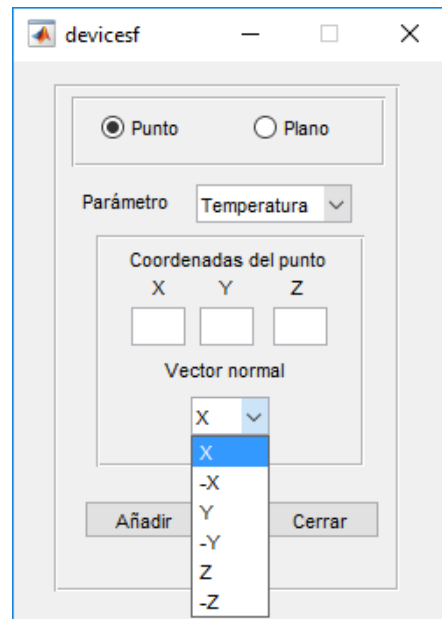 devicesf
Punto Plano
Parámetro Temperatura
Coordenadas del punto
X Y Z
Vector normal
X
X
-X
Y
Añadir Cerrar
-Y
Z
-Z